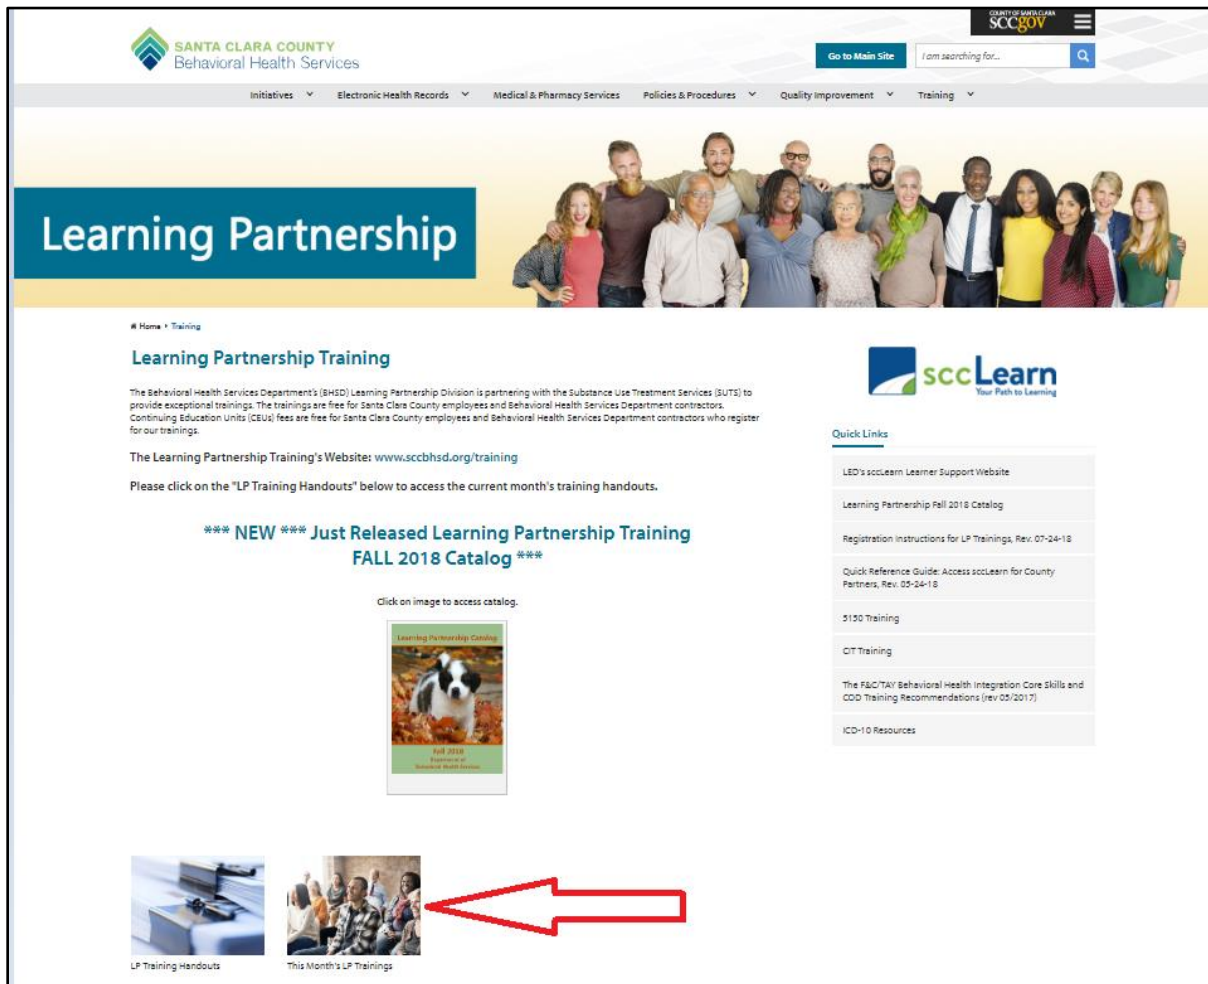 COUNTY OF SANTA CLARA
sccgov
SANTA CLARA COUNTY
Behavioral Health Services
Go to Main Site
I am searching for...
Initiatives
Electronic Health Records
Medical & Pharmacy Services
Policies & Procedures
Quality Improvement
Training
Learning Partnership
Home
Training
Learning Partnership Training
The Behavioral Health Services Department's (BHSD) Learning Partnership Division is partnering with the Substance Use Treatment Services (SUTS) to
provide exceptional trainings. The trainings are free for Santa Clara County employees and Behavioral Health Services Department contractors.
Continuing Education Units (CEUs) fees are free for Santa Clara County employees and Behavioral Health Services Department contractors who register
for our trainings.
The Learning Partnership Training's Website: www.sccbhsd.org/training
Please click on the "LP Training Handouts" below to access the current month's training handouts.
*** NEW *** Just Released Learning Partnership Training
FALL 2018 Catalog ***
Click on image to access catalog.
Learning Partnership Catalog
Fall 2018
Department of
Behavioral Health Services
LP Training Handouts
This Month's LP Trainings
sccLearn
Your Path to Learning
Quick Links
LED's sccLearn Learner Support Website
Learning Partnership Fall 2018 Catalog
Registration Instructions for LP Trainings, Rev. 07-24-18
Quick Reference Guide: Access sccLearn for County
Partners, Rev. 05-24-18
5150 Training
CIT Training
The F&C/TAY Behavioral Health Integration Core Skills and
COD Training Recommendations (rev 05/2017)
ICD-10 Resources